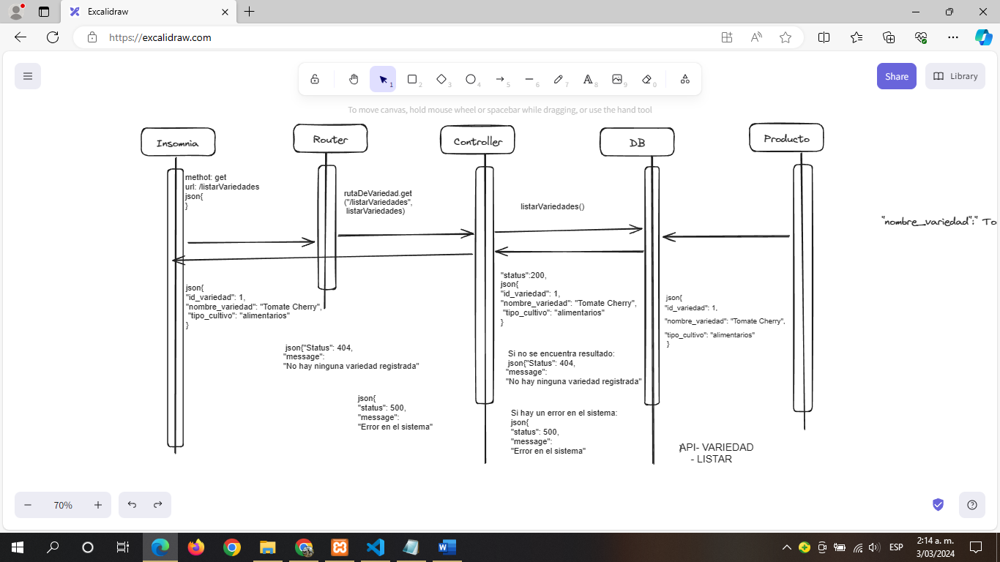 Excalidraw
https://excalidraw.com
1
2
3
4
5
6
7
8
9
0
Share
Library
To move canvas, hold mouse wheel or spacebar while dragging, or use the hand tool
Insomnia
Router
Controller
DB
Producto
methot: get
url: /listarVariedades
json{
}
rutaDeVariedad.get
("/listarVariedades",
listarVariedades)
listarVariedades()
"nombre_variedad":" To
json{
"id_variedad": 1,
"nombre_variedad": "Tomate Cherry",
"tipo_cultivo": "alimentarios"
}
"status":200,
json{
"id_variedad": 1,
"nombre_variedad": "Tomate Cherry",
"tipo_cultivo": "alimentarios"
}
json{
"id_variedad": 1,
"nombre_variedad": "Tomate Cherry",
"tipo_cultivo": "alimentarios"
}
json{"Status": 404,
"message":
"No hay ninguna variedad registrada"
Si no se encuentra resultado:
json{"Status": 404,
"message":
"No hay ninguna variedad registrada"
json{
"status": 500,
"message":
"Error en el sistema"
Si hay un error en el sistema:
json{
"status": 500,
"message":
"Error en el sistema"
API- VARIEDAD
- LISTAR
70%
ESP
2:14 a. m.
3/03/2024